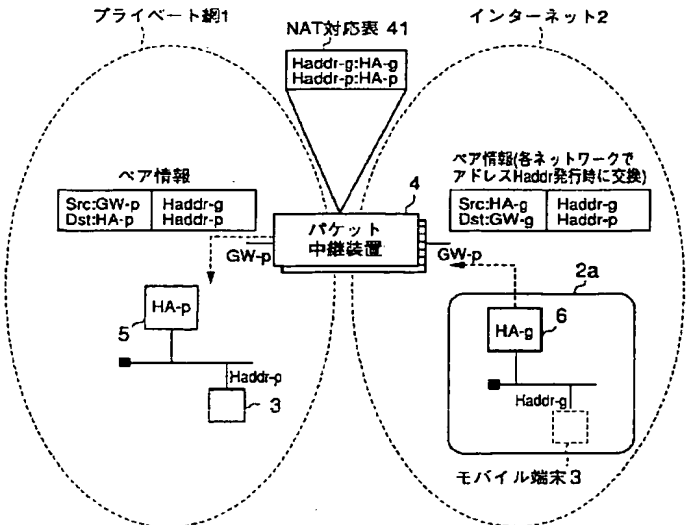 プライベート網1
NAT対応表 41
インターネット2
Haddr-g:HA-g
Haddr-p:HA-p
ペア情報
Src:GW-p Haddr-g
Dst:HA-p Haddr-p
ペア情報(各ネットワークで
アドレスHaddr発行時に交換)
Src:HA-g Haddr-g
Dst:GW-g Haddr-p
4
パケット
中継装置
GW-p
GW-p
2a
HA-p
5
HA-g
6
Haddr-p
3
Haddr-g
モバイル端末3